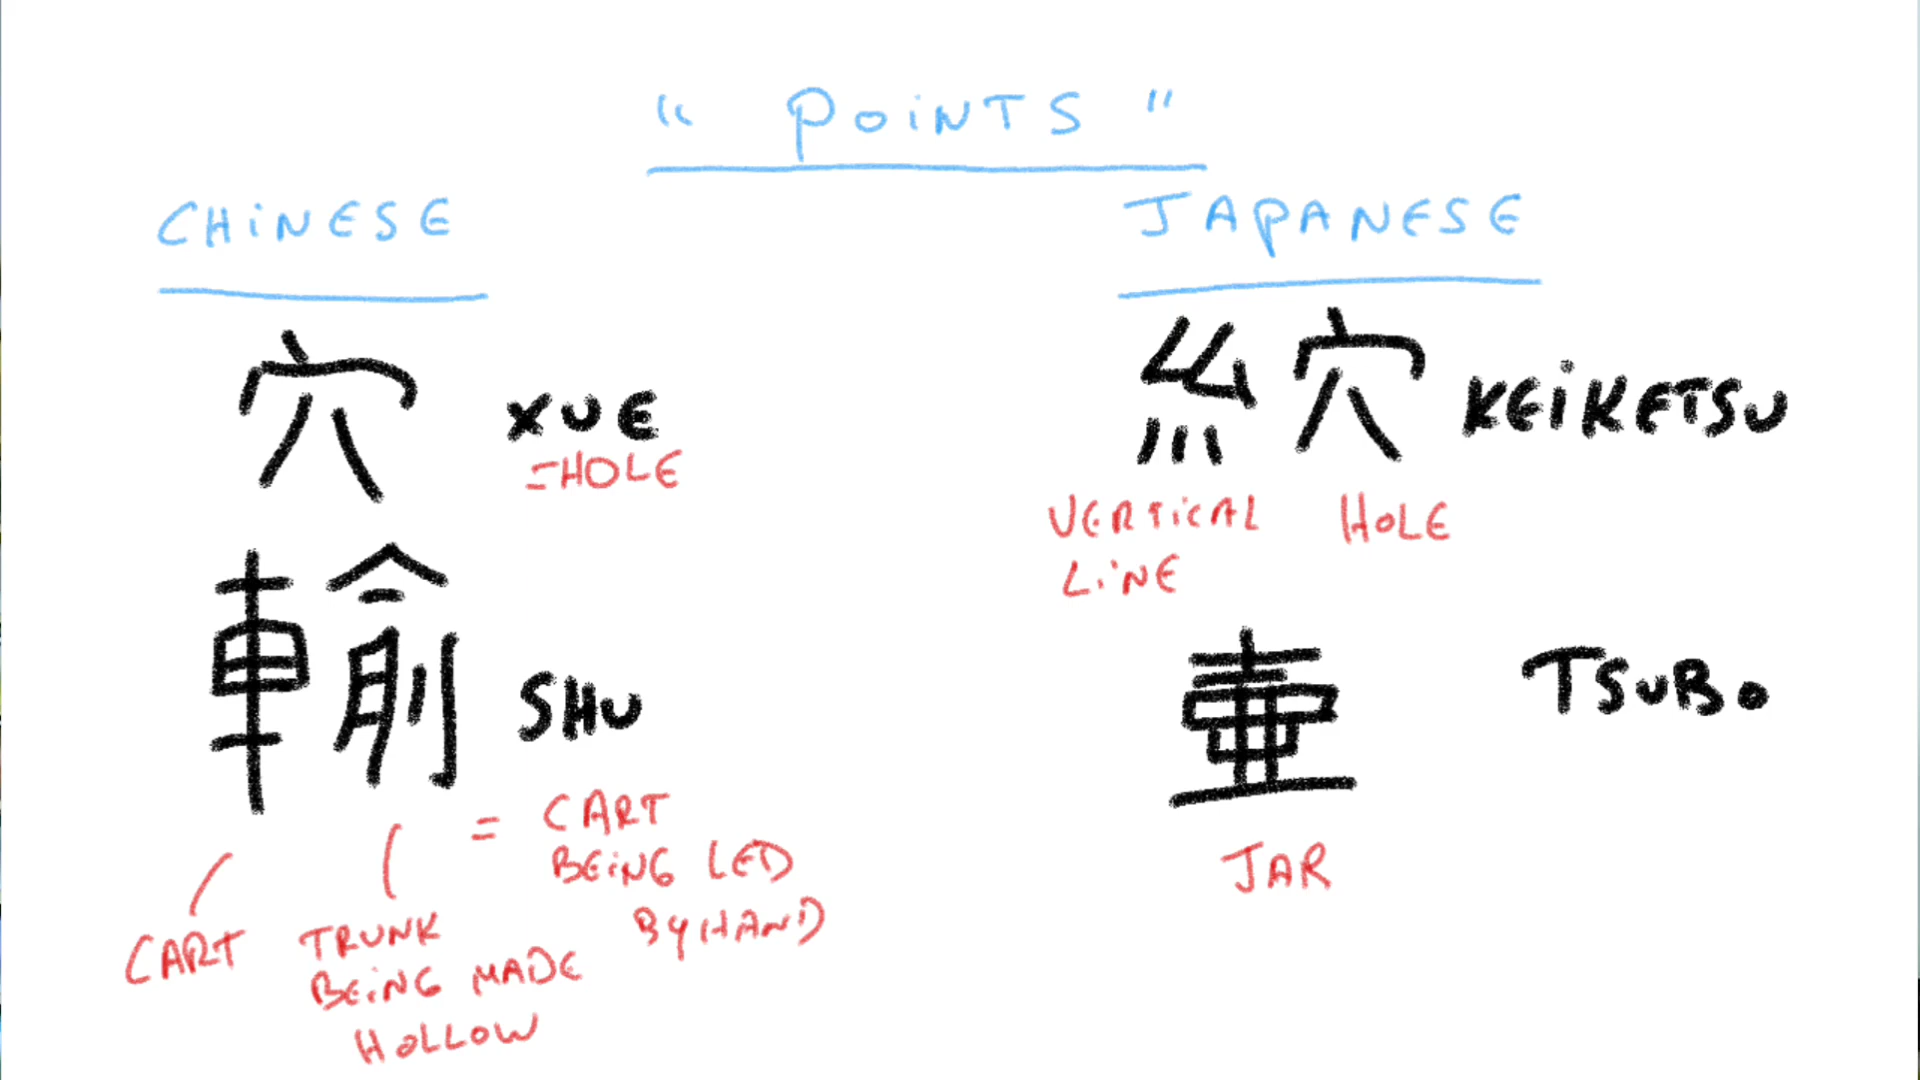 “ POINTS ”
CHINESE
JAPANESE
穴 XUE
=HOLE
輸 SHU
CART
TRUNK
BEING MADE
HOLLOW
= CART
BEING LED
BY HAND
糸穴 KEIKETSU
VERTICAL
LINE
HOLE
壷 TSUBO
JAR